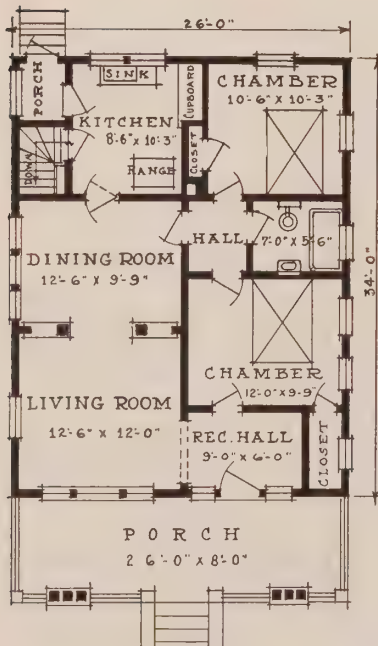 26'-0"
PORCH
SINK
CUPBOARD
CHAMBER
10'-6" x 10'-3"
KITCHEN
8'-6" x 10'-3"
CLOSET
DOWN
RANGE
HALL
7'-0" x 5'-6"
DINING ROOM
12'-6" x 9'-9"
34'-0"
CHAMBER
12'-0" x 9'-9"
LIVING ROOM
12'-6" x 12'-0"
REC. HALL
9'-0" x 6'-0"
CLOSET
PORCH
26'-0" x 8'-0"